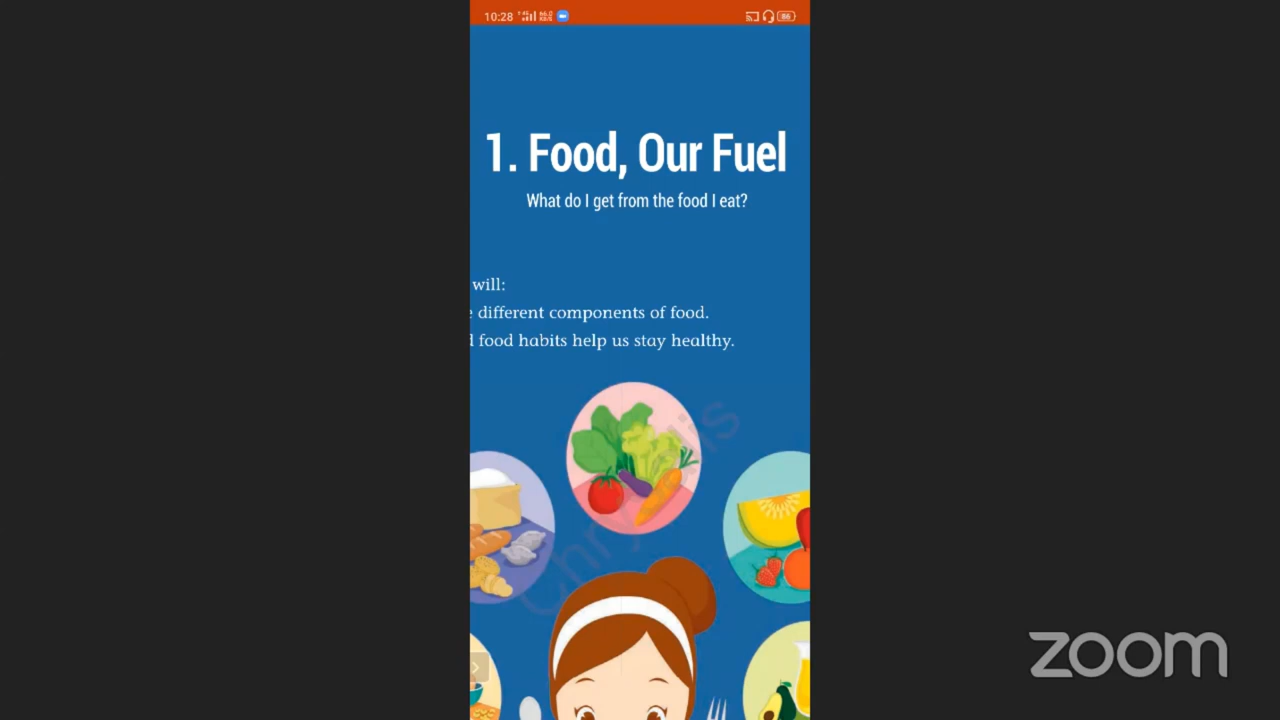 10:28
1. Food, Our Fuel
What do I get from the food I eat?
will:
different components of food.
food habits help us stay healthy.
Chrysalis
zoom